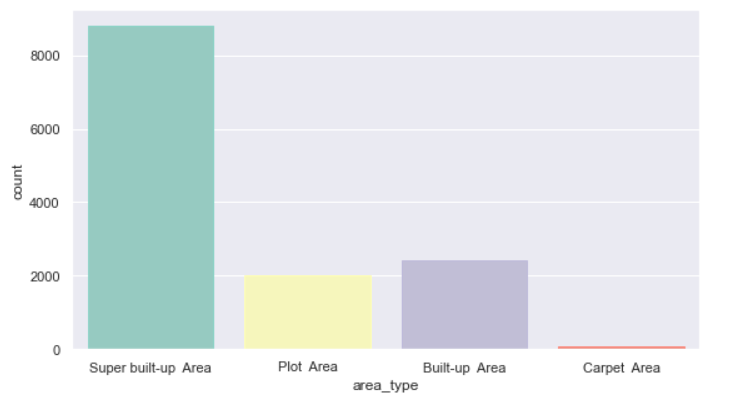 8000
6000
4000
2000
0
count
Super built-up  Area
Plot  Area
Built-up  Area
Carpet  Area
area_type